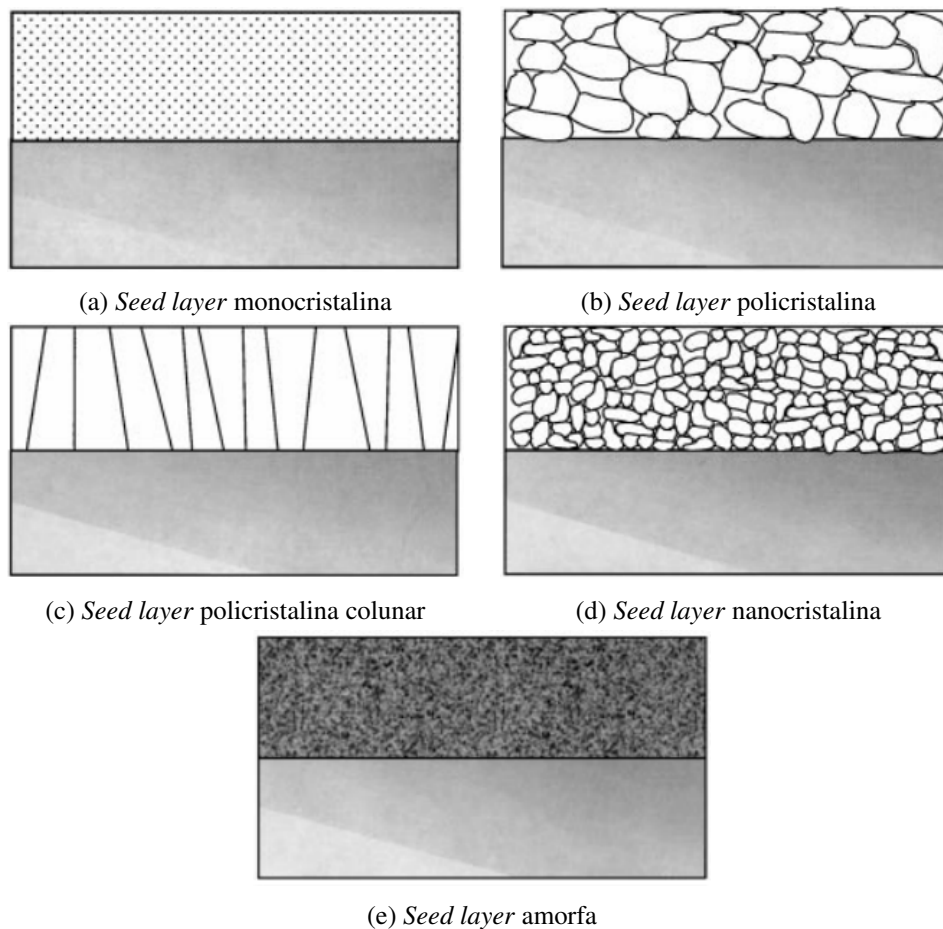 (a) Seed layer monocristalina
(b) Seed layer policristalina
(c) Seed layer policristalina colunar
(d) Seed layer nanocristalina
(e) Seed layer amorfa